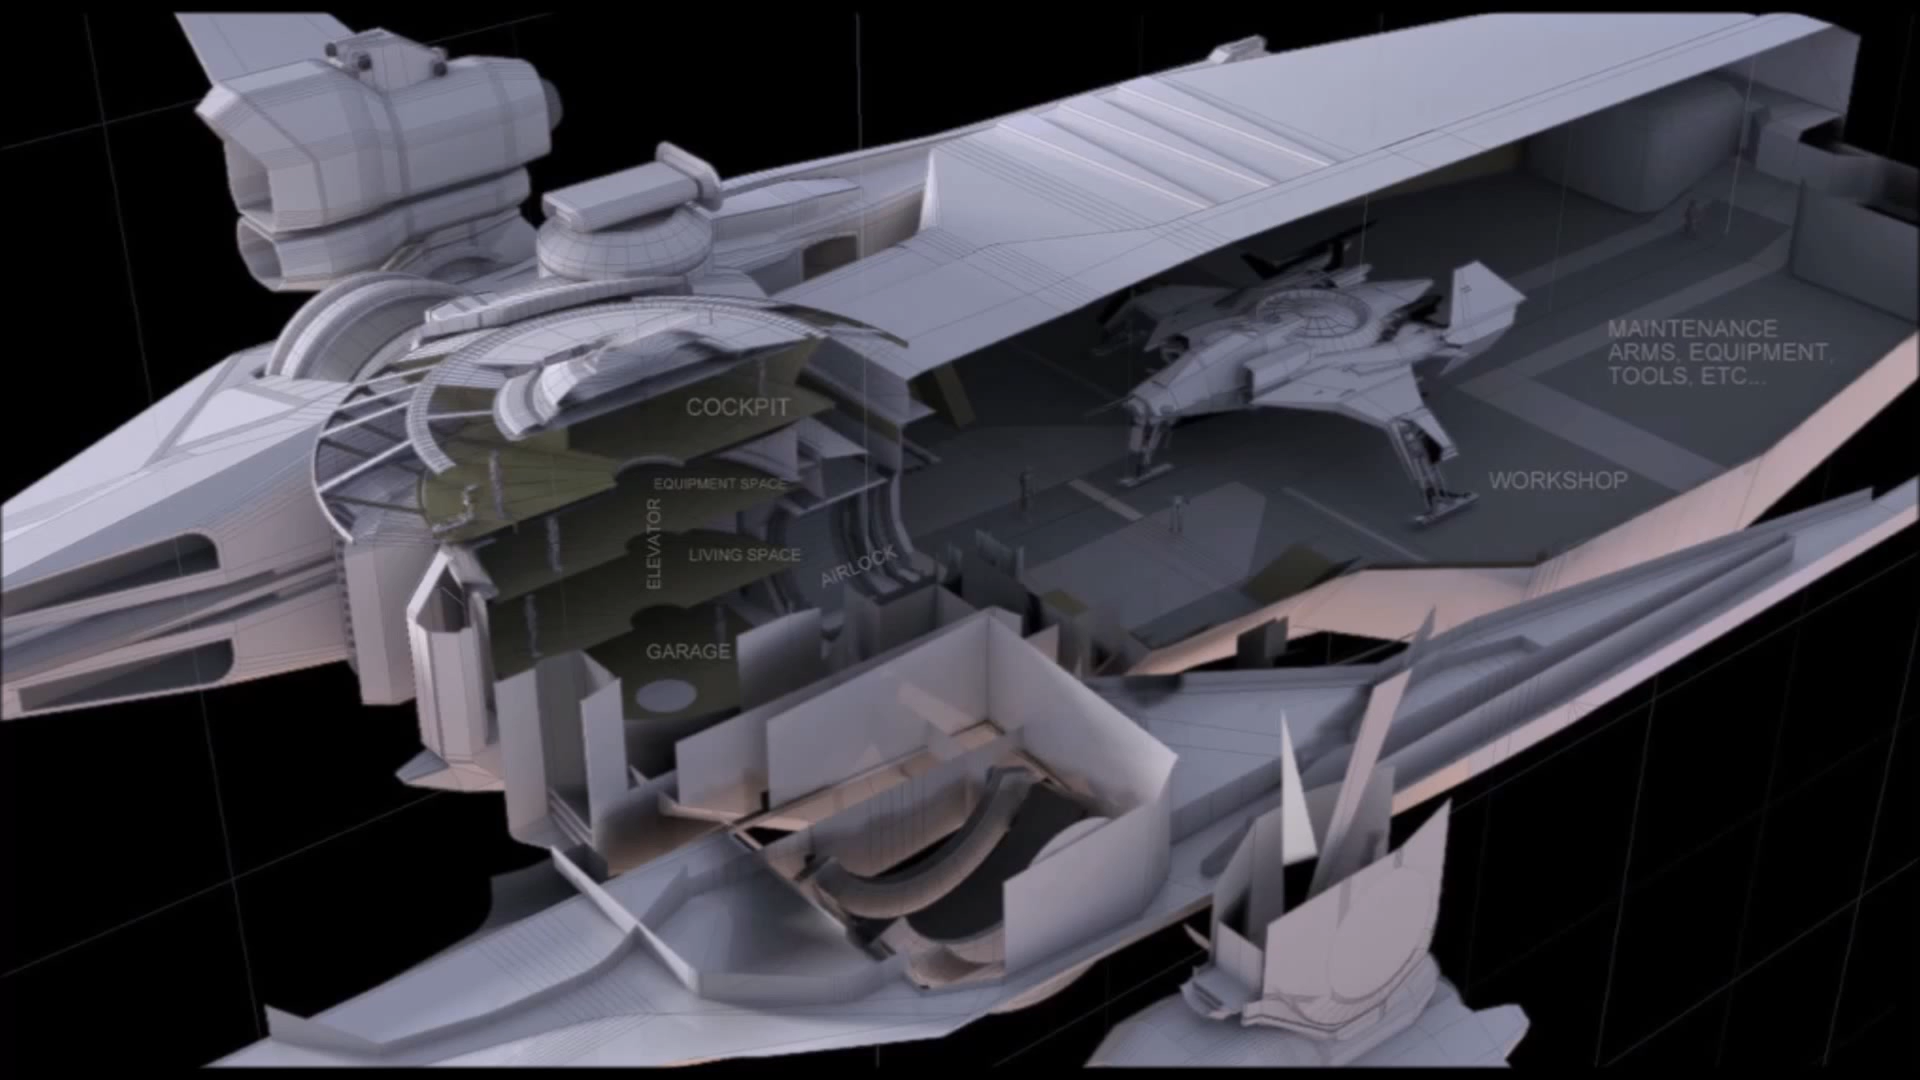 COCKPIT
EQUIPMENT SPACE
ELEVATOR
LIVING SPACE
AIRLOCK
GARAGE
MAINTENANCE
ARMS, EQUIPMENT,
TOOLS, ETC...
WORKSHOP